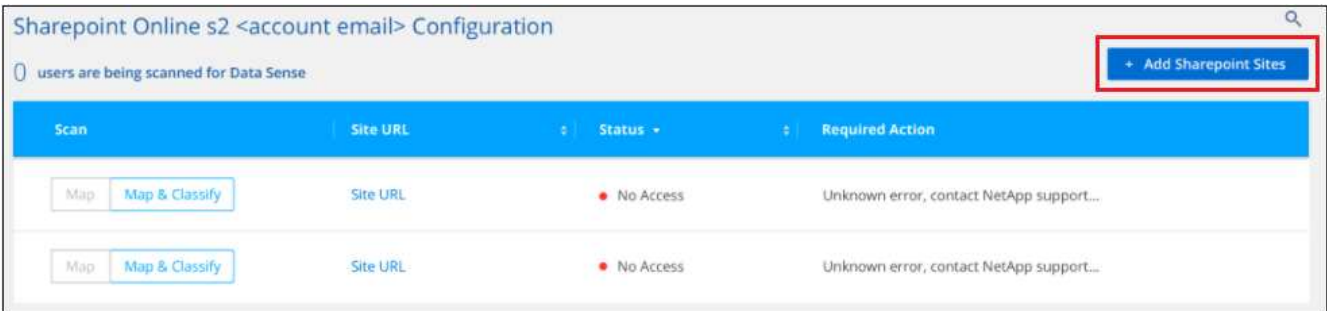 Sharepoint Online s2 <account email> Configuration
0 users are being scanned for Data Sense
+ Add Sharepoint Sites
Scan Site URL Status Required Action
Map Map & Classify Site URL No Access Unknown error, contact NetApp support...
Map Map & Classify Site URL No Access Unknown error, contact NetApp support...